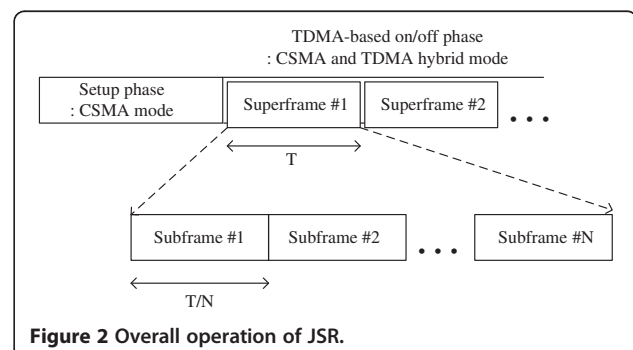 TDMA-based on/off phase
: CSMA and TDMA hybrid mode
Setup phase
: CSMA mode
Superframe #1
Superframe #2
...
T
Subframe #1
Subframe #2
...
Subframe #N
T/N
Figure 2 Overall operation of JSR.